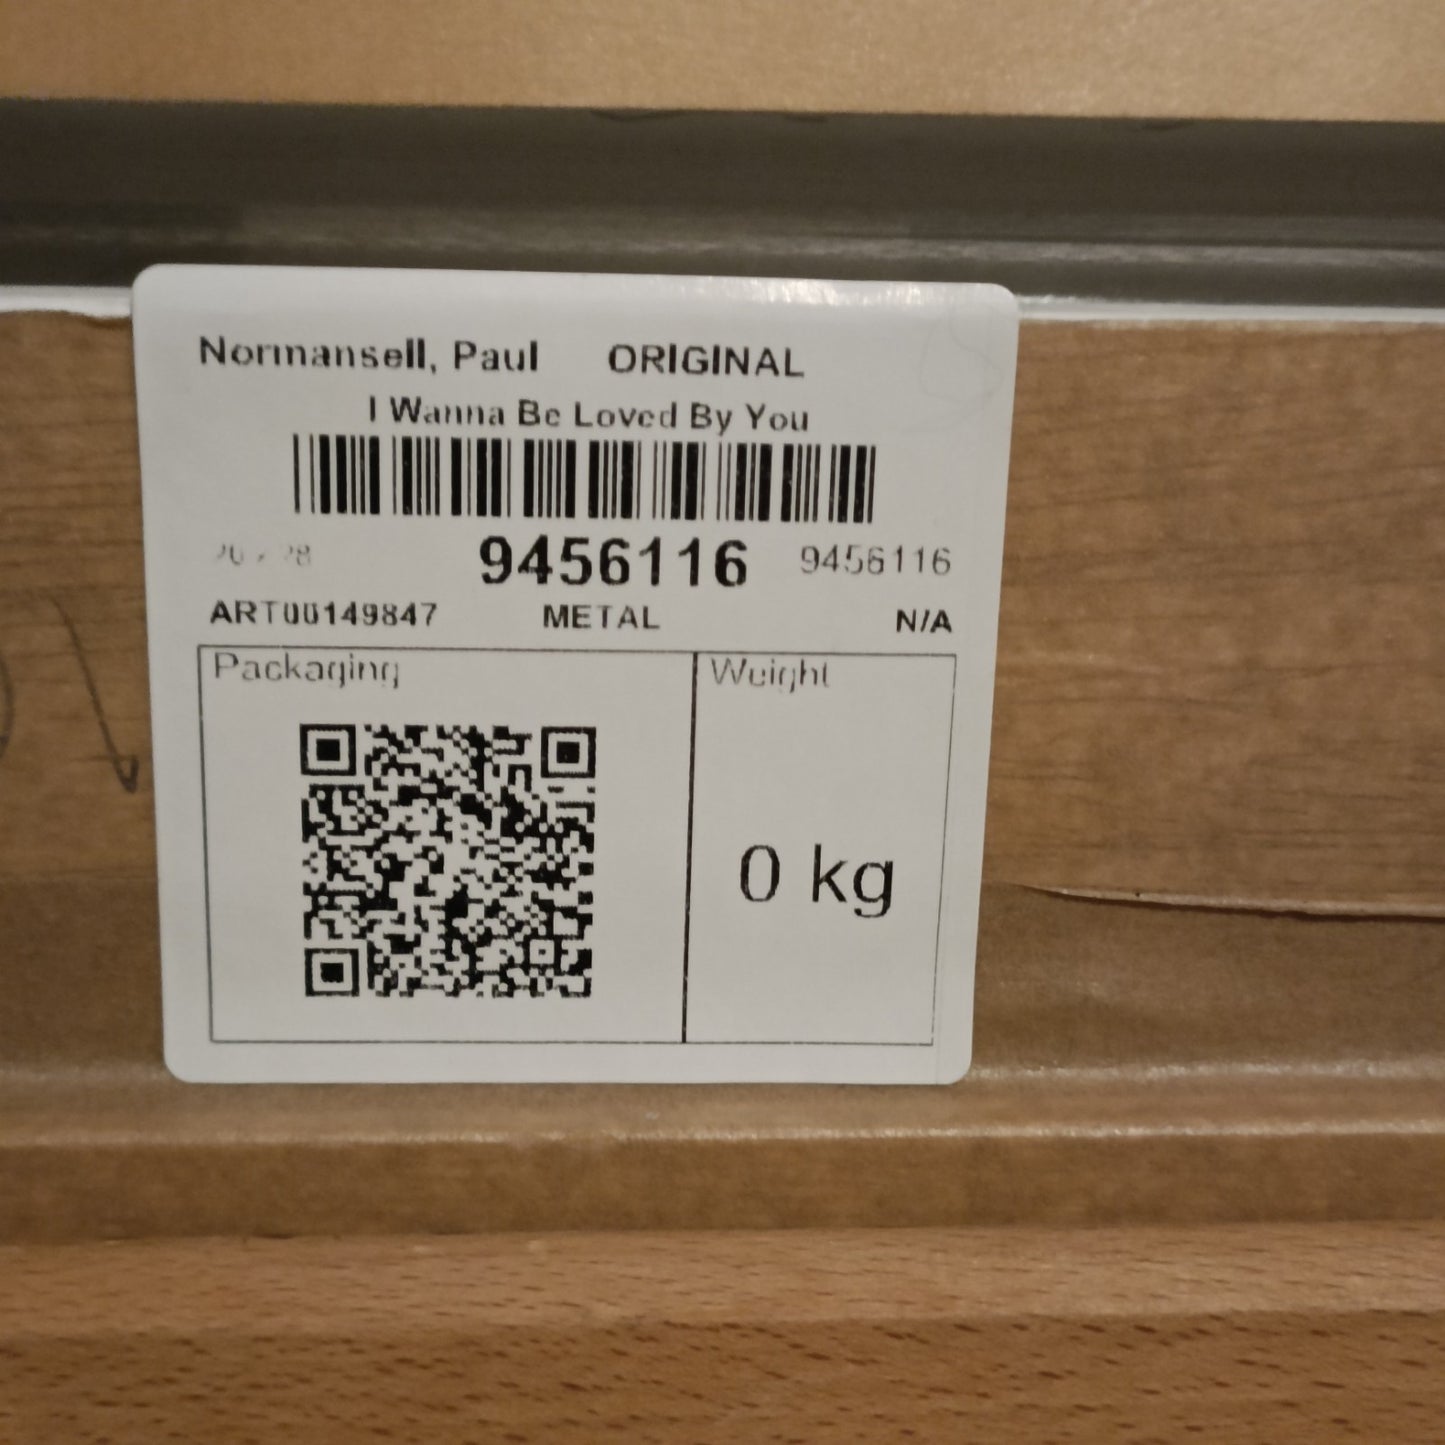 Normansell, Paul ORIGINAL
I Wanna Be Loved By You
9456116 9456116
ART00149847 METAL N/A
Packaging Weight
0 kg